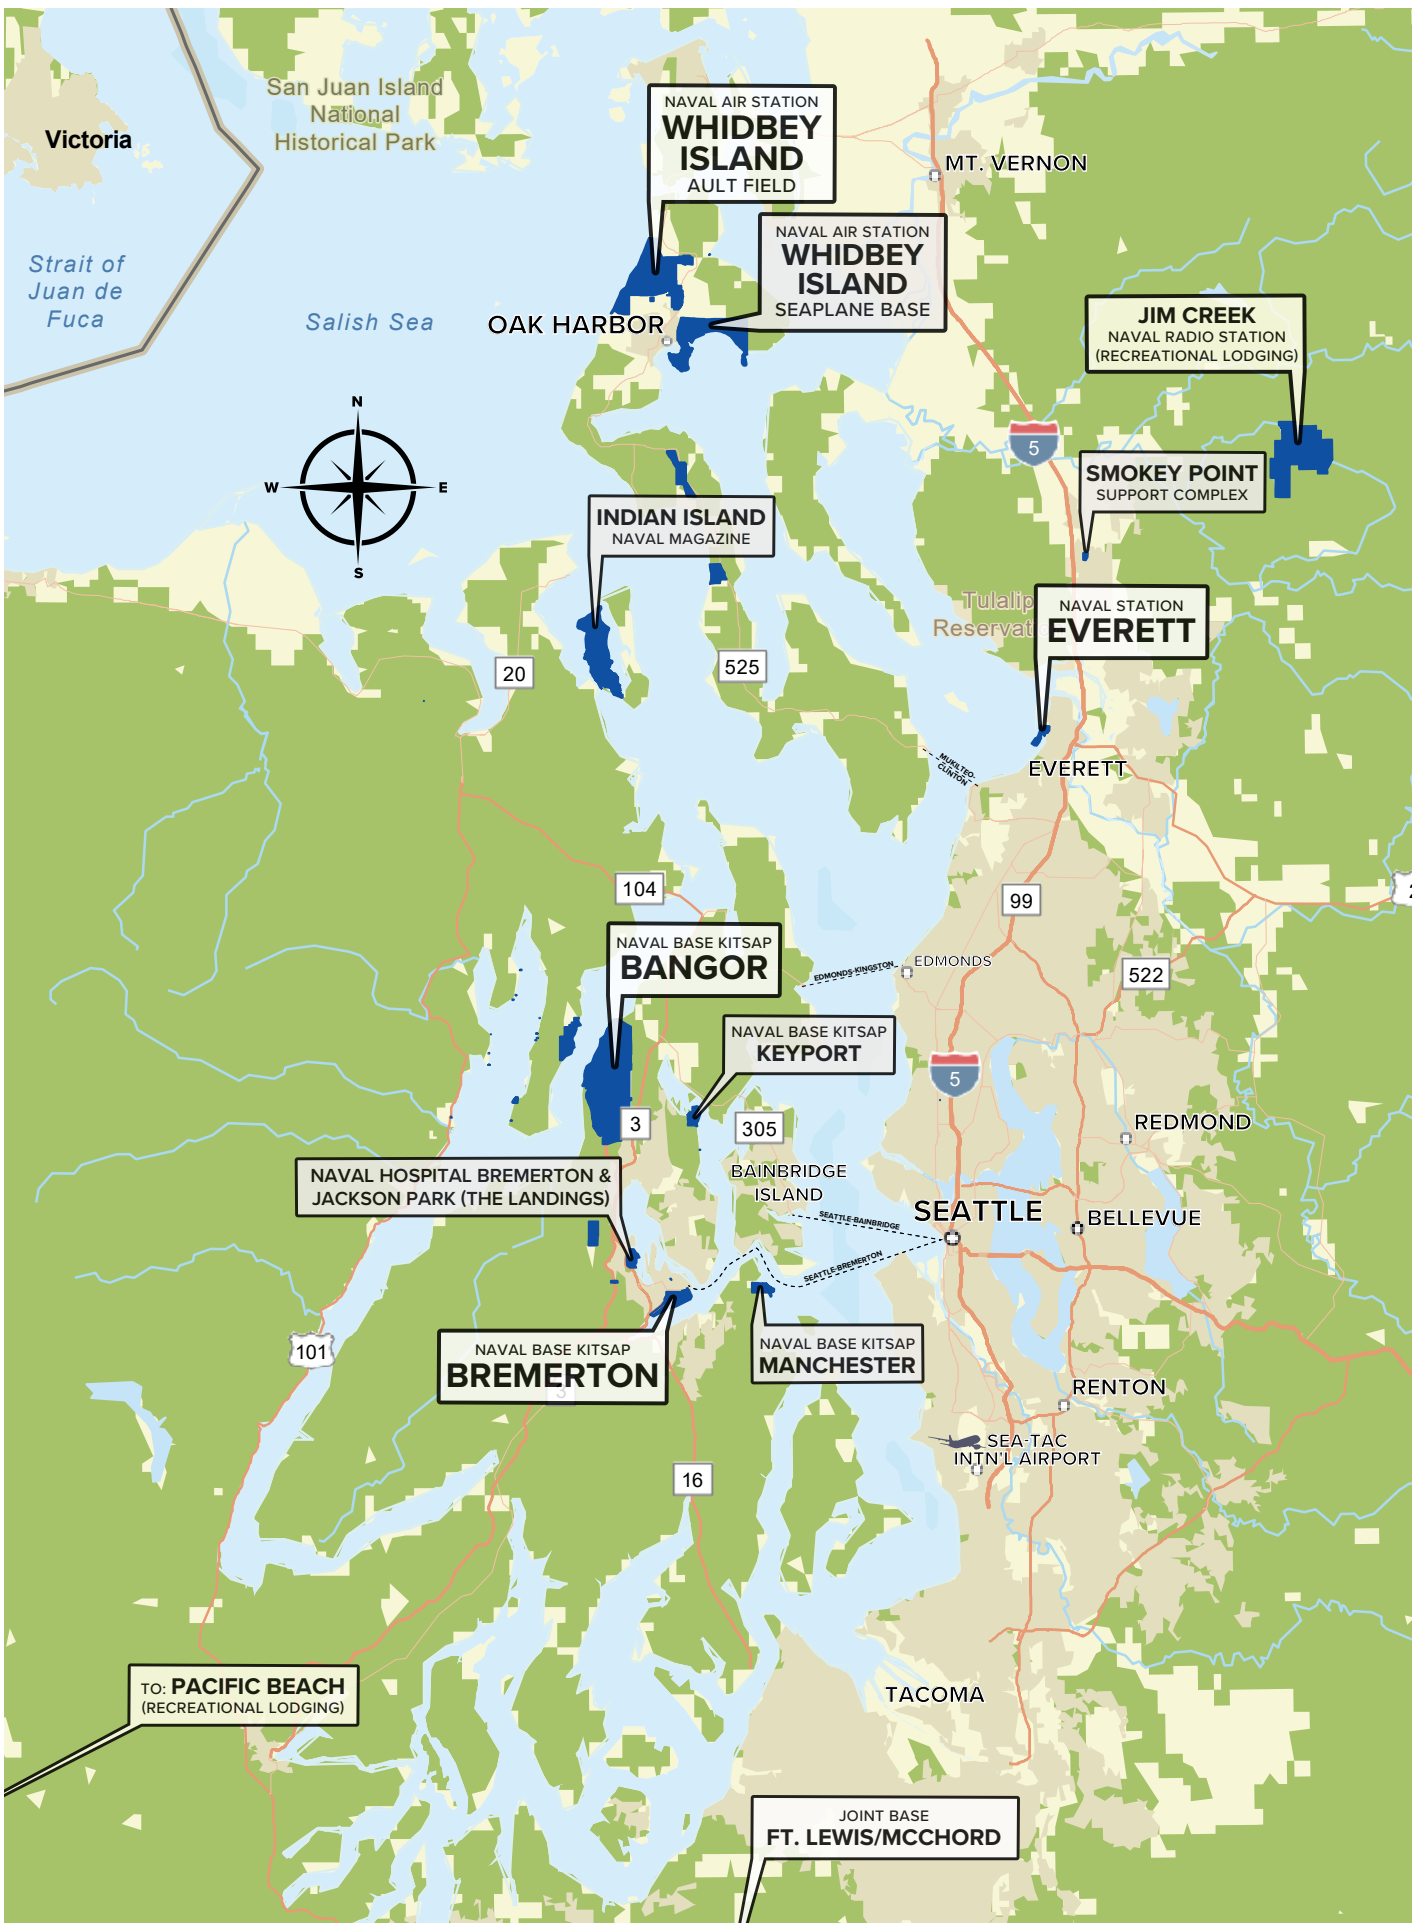 San Juan Island
National
Historical Park
Victoria
NAVAL AIR STATION
WHIDBEY
ISLAND
AULT FIELD
MT. VERNON
NAVAL AIR STATION
WHIDBEY
ISLAND
SEAPLANE BASE
Strait of
Juan de
Fuca
Salish Sea
OAK HARBOR
JIM CREEK
NAVAL RADIO STATION
(RECREATIONAL LODGING)
N
W
E
S
5
SMOKEY POINT
SUPPORT COMPLEX
INDIAN ISLAND
NAVAL MAGAZINE
Tulalip
Reservat
NAVAL STATION
EVERETT
20
525
MUKILTEO-
CLINTON
EVERETT
104
99
2
NAVAL BASE KITSAP
BANGOR
EDMONDS-KINGSTON
EDMONDS
522
NAVAL BASE KITSAP
KEYPORT
5
3
305
REDMOND
NAVAL HOSPITAL BREMERTON &
JACKSON PARK (THE LANDINGS)
BAINBRIDGE
ISLAND
SEATTLE-BAINBRIDGE
SEATTLE
BELLEVUE
SEATTLE-BREMERTON
101
NAVAL BASE KITSAP
BREMERTON
3
NAVAL BASE KITSAP
MANCHESTER
RENTON
SEA-TAC
INTN'L AIRPORT
16
TO: PACIFIC BEACH
(RECREATIONAL LODGING)
TACOMA
JOINT BASE
FT. LEWIS/MCCHORD